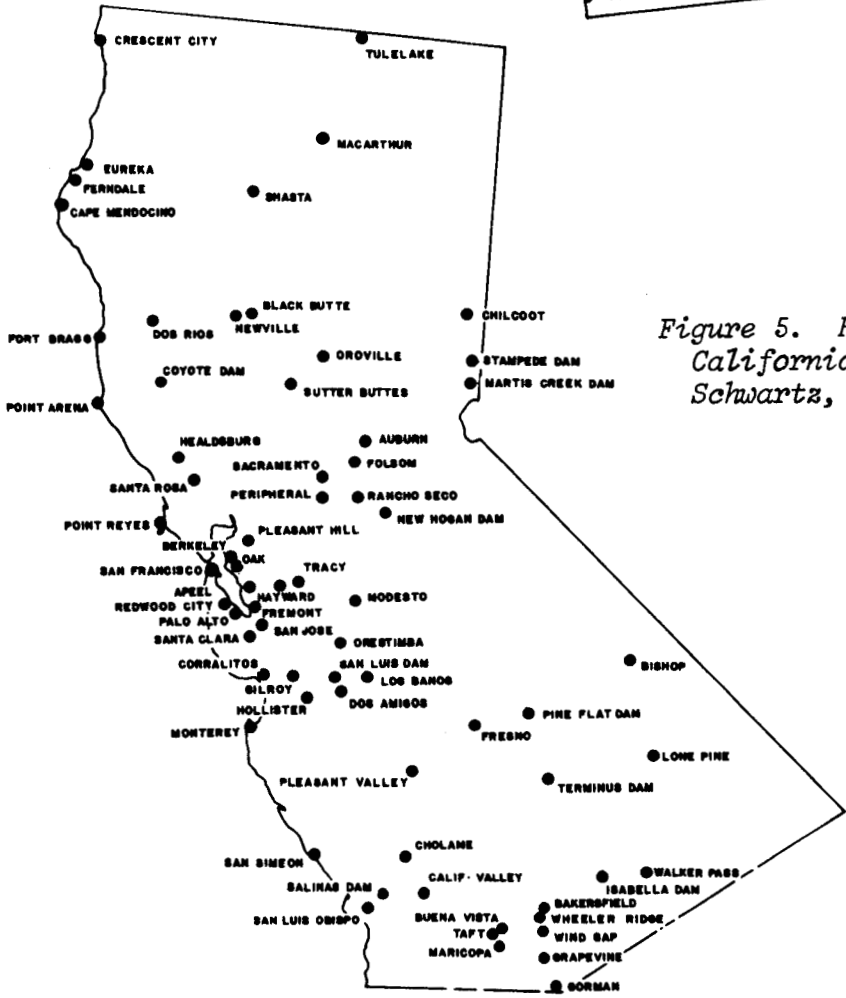 CRESCENT CITY
TULELAKE
MACARTHUR
EUREKA
FERNDALE
SHASTA
CAPE MENDOCINO
BLACK BUTTE
CHILCOOT
DOS RIOS
NEWVILLE
FORT BRAGG
Figure 5.
OROVILLE
STAMPEDE DAM
California
COYOTE DAM
SUTTER BUTTES
MARTIS CREEK DAM
Schwartz,
POINT ARENA
HEALDSBURG
AUBURN
SACRAMENTO
FOLSOM
SANTA ROSA
PERIPHERAL
RANCHO SECO
POINT REYES
NEW HOGAN DAM
PLEASANT HILL
BERKELEY
OAK
SAN FRANCISCO
TRACY
APEEL
HAYWARD
REDWOOD CITY
FREMONT
MODESTO
PALO ALTO
SAN JOSE
SANTA CLARA
ORESTIMBA
CORRALITOS
SAN LUIS DAM
BISHOP
GILROY
LOS BANOS
HOLLISTER
DOS AMIGOS
PINE FLAT DAM
MONTEREY
FRESNO
LONE PINE
PLEASANT VALLEY
TERMINUS DAM
CHOLAME
SAN SIMEON
WALKER PASS
SALINAS DAM
CALIF. VALLEY
ISABELLA DAM
BAKERSFIELD
SAN LUIS OBISPO
BUENA VISTA
WHEELER RIDGE
TAFT
WIND GAP
MARICOPA
GRAPEVINE
GORMAN